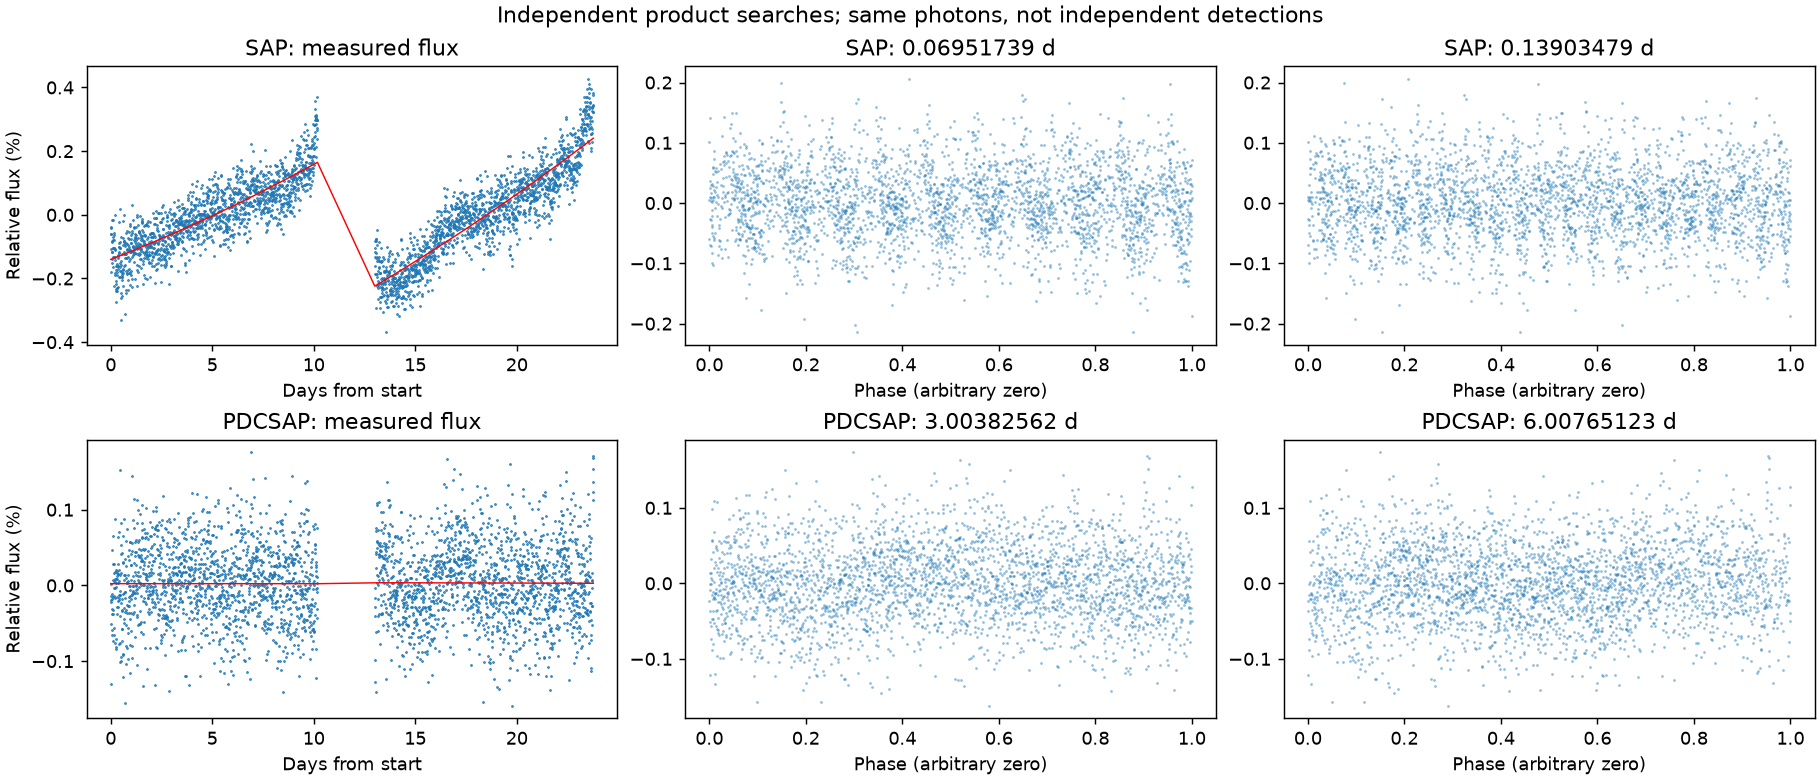 Independent product searches; same photons, not independent detections
SAP: measured flux
Relative flux (%)
0.4
0.2
0.0
−0.2
−0.4
0 5 10 15 20
Days from start
SAP: 0.06951739 d
0.2
0.1
0.0
−0.1
−0.2
0.0 0.2 0.4 0.6 0.8 1.0
Phase (arbitrary zero)
SAP: 0.13903479 d
0.2
0.1
0.0
−0.1
−0.2
0.0 0.2 0.4 0.6 0.8 1.0
Phase (arbitrary zero)
PDCSAP: measured flux
Relative flux (%)
0.1
0.0
−0.1
0 5 10 15 20
Days from start
PDCSAP: 3.00382562 d
0.1
0.0
−0.1
0.0 0.2 0.4 0.6 0.8 1.0
Phase (arbitrary zero)
PDCSAP: 6.00765123 d
0.1
0.0
−0.1
0.0 0.2 0.4 0.6 0.8 1.0
Phase (arbitrary zero)